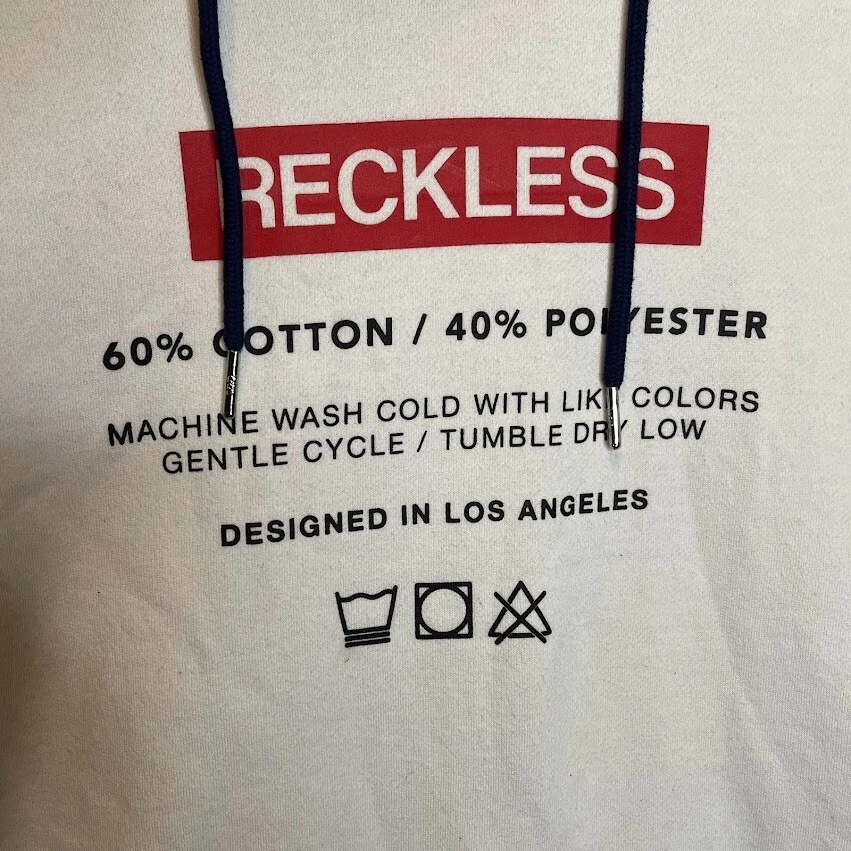 RECKLESS
60% COTTON / 40% POLYESTER
MACHINE WASH COLD WITH LIKE COLORS
GENTLE CYCLE / TUMBLE DRY LOW
DESIGNED IN LOS ANGELES